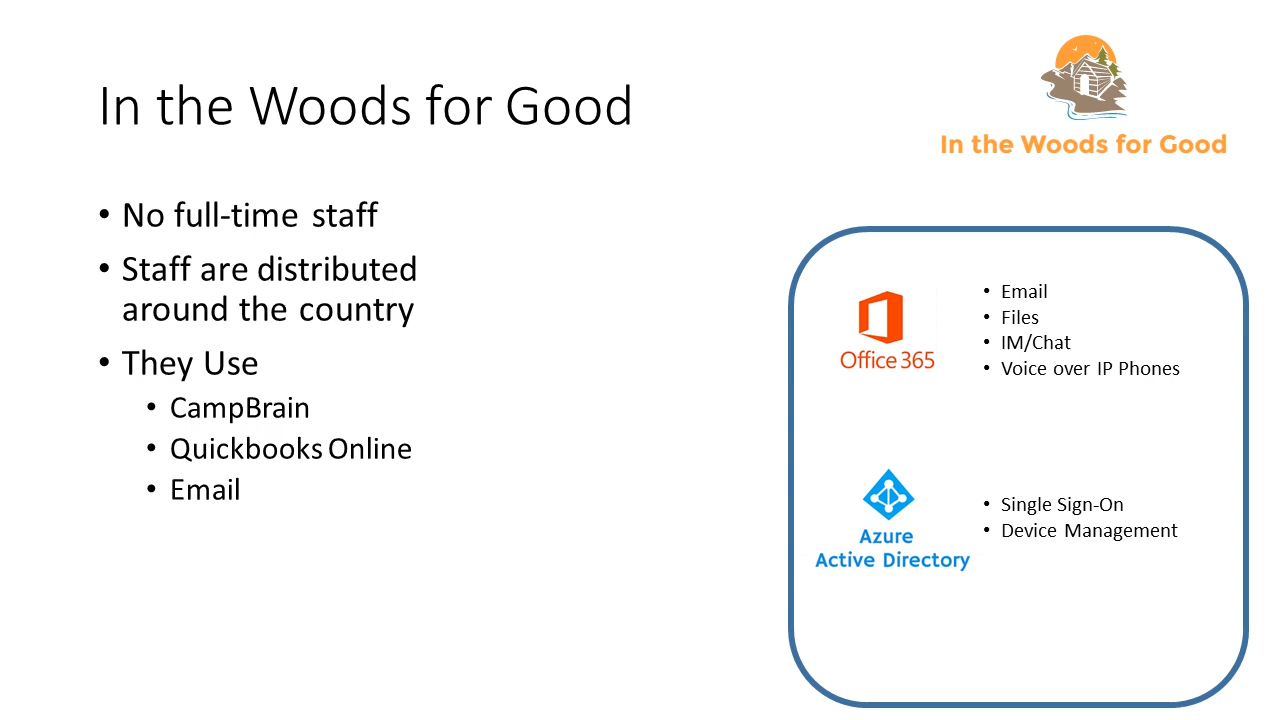 In the Woods for Good
In the Woods for Good
• No full-time staff
• Staff are distributed
around the country
• They Use
• CampBrain
• Quickbooks Online
• Email
Office 365
• Email
• Files
• IM/Chat
• Voice over IP Phones
Azure
Active Directory
• Single Sign-On
• Device Management